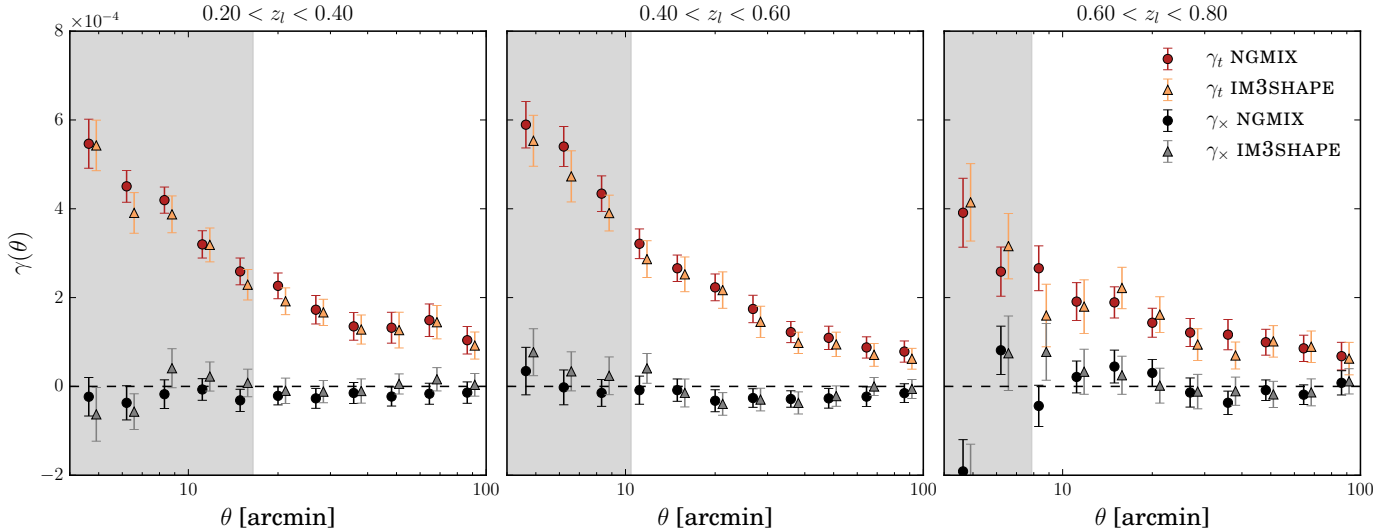 ×10⁻⁴
0.20 < z_l < 0.40
0.40 < z_l < 0.60
0.60 < z_l < 0.80
γ(θ)
8
6
4
2
0
−2
γ_t NGMIX
γ_t IM3SHAPE
γ_× NGMIX
γ_× IM3SHAPE
10 100
10 100
10 100
θ [arcmin]
θ [arcmin]
θ [arcmin]